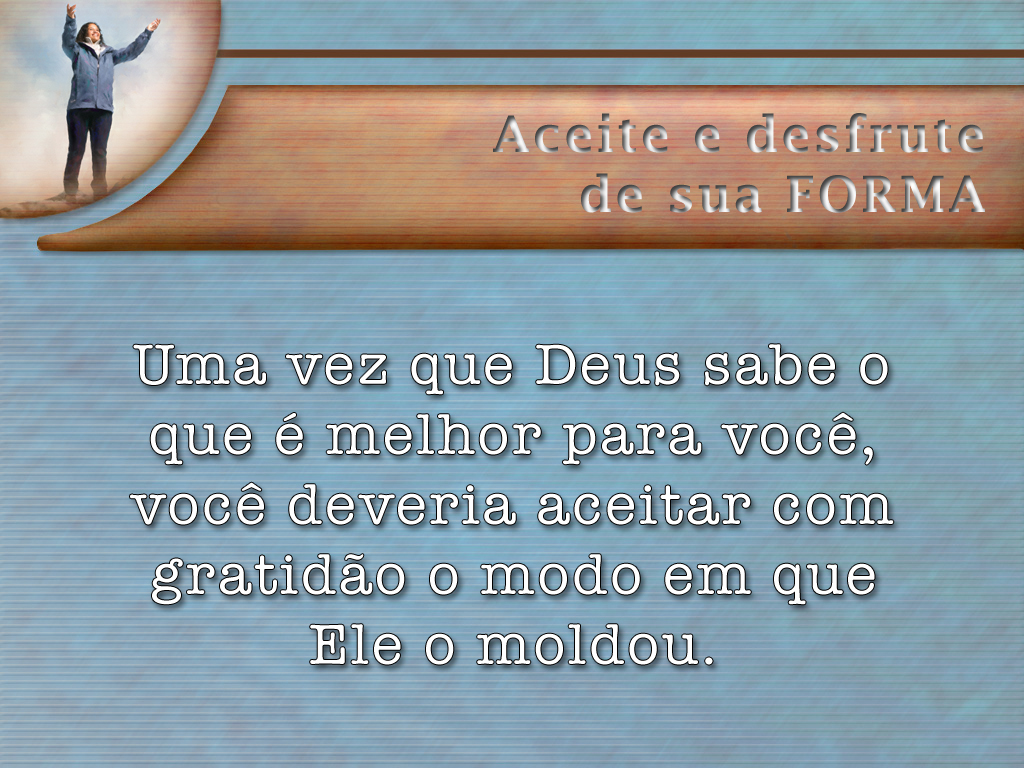 Aceite e desfrute
de sua FORMA
Uma vez que Deus sabe o
que é melhor para você,
você deveria aceitar com
gratidão o modo em que
Ele o moldou.